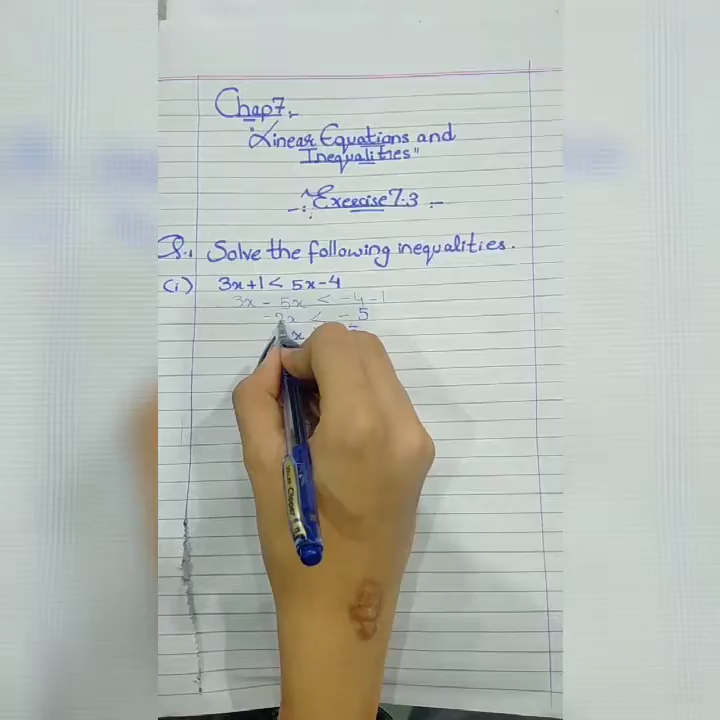 Chap 7:-
"Linear Equations and
Inequalities"
-: Exercise 7.3 :-
Q.1 Solve the following inequalities.
(i) 3x+1 < 5x-4
3x - 5x < -4-1
-2x < -5
x
Clipper